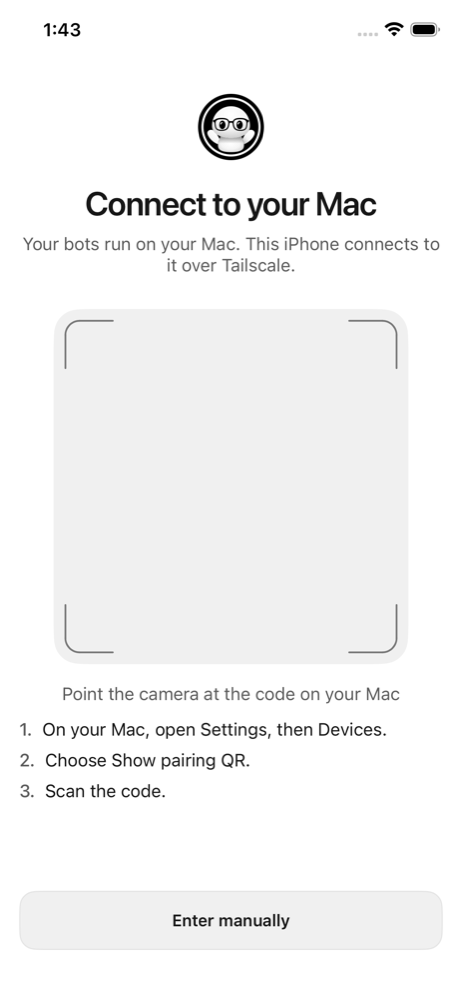 1:43
Connect to your Mac
Your bots run on your Mac. This iPhone connects to
it over Tailscale.
Point the camera at the code on your Mac
1. On your Mac, open Settings, then Devices.
2. Choose Show pairing QR.
3. Scan the code.
Enter manually